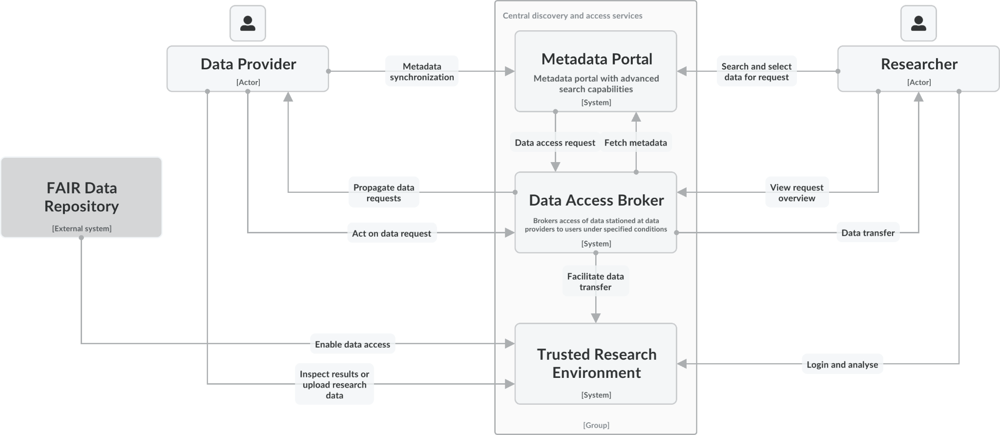 Central discovery and access services
Data Provider
[Actor]
Metadata
synchronization
Metadata Portal
Metadata portal with advanced
search capabilities
[System]
Search and select
data for request
Researcher
[Actor]
Data access request
Fetch metadata
FAIR Data
Repository
[External system]
Propagate data
requests
Act on data request
Data Access Broker
Brokers access of data stationed at data
providers to users under specified conditions
[System]
View request
overview
Data transfer
Facilitate data
transfer
Enable data access
Inspect results or
upload research
data
Trusted Research
Environment
[System]
Login and analyse
[Group]